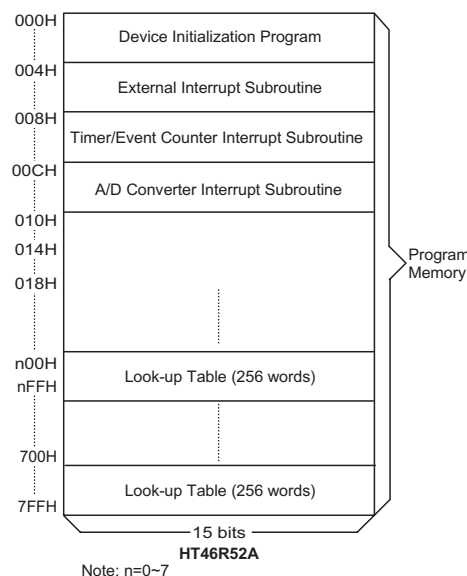 000H
Device Initialization Program
004H
External Interrupt Subroutine
008H
Timer/Event Counter Interrupt Subroutine
00CH
A/D Converter Interrupt Subroutine
010H
014H
018H
Program
Memory
n00H
Look-up Table (256 words)
nFFH
700H
Look-up Table (256 words)
7FFH
15 bits
HT46R52A
Note: n=0~7